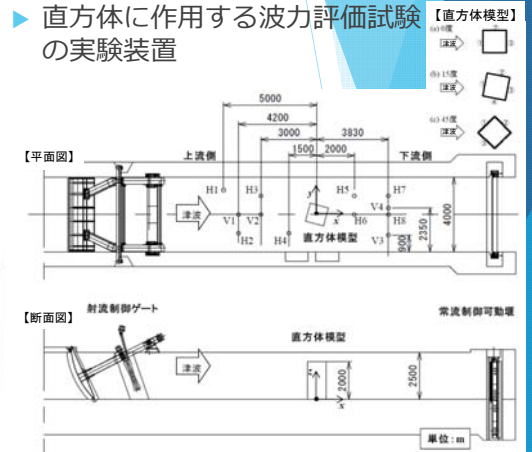 ▶ 直方体に作用する波力評価試験
の実験装置
【直方体模型】
(a) 0度
津波
(b) 15度
津波
(c) 45度
津波
5000
4200
3000
3830
1500
2000
【平面図】
上流側
下流側
H1
H3
H5
H7
y
V4
津波
V1
V2
x
H6
H8
H2
H4
直方体模型
V3
900
2350
4000
射流制御ゲート
常流制御可動堰
【断面図】
直方体模型
津波
z
2000
2500
x
単位：m